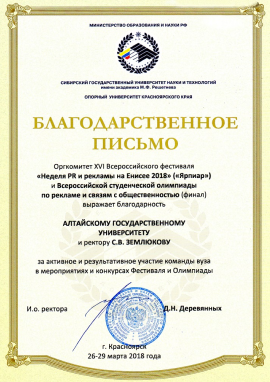 МИНИСТЕРСТВО ОБРАЗОВАНИЯ И НАУКИ РФ
СИБИРСКИЙ ГОСУДАРСТВЕННЫЙ УНИВЕРСИТЕТ НАУКИ И ТЕХНОЛОГИЙ
имени академика М.Ф. Решетнева
ОПОРНЫЙ УНИВЕРСИТЕТ КРАСНОЯРСКОГО КРАЯ
БЛАГОДАРСТВЕННОЕ
ПИСЬМО
Оргкомитет XVI Всероссийского фестиваля
«Неделя PR и рекламы на Енисее 2018» («Ярпиар»)
и Всероссийской студенческой олимпиады
по рекламе и связям с общественностью (финал)
выражает благодарность
АЛТАЙСКОМУ ГОСУДАРСТВЕННОМУ
УНИВЕРСИТЕТУ
и ректору С.В. ЗЕМЛЮКОВУ
за активное и результативное участие команды вуза
в мероприятиях и конкурсах Фестиваля и Олимпиады
И.о. ректора Д.Н. Деревянных
г. Красноярск
26-29 марта 2018 года